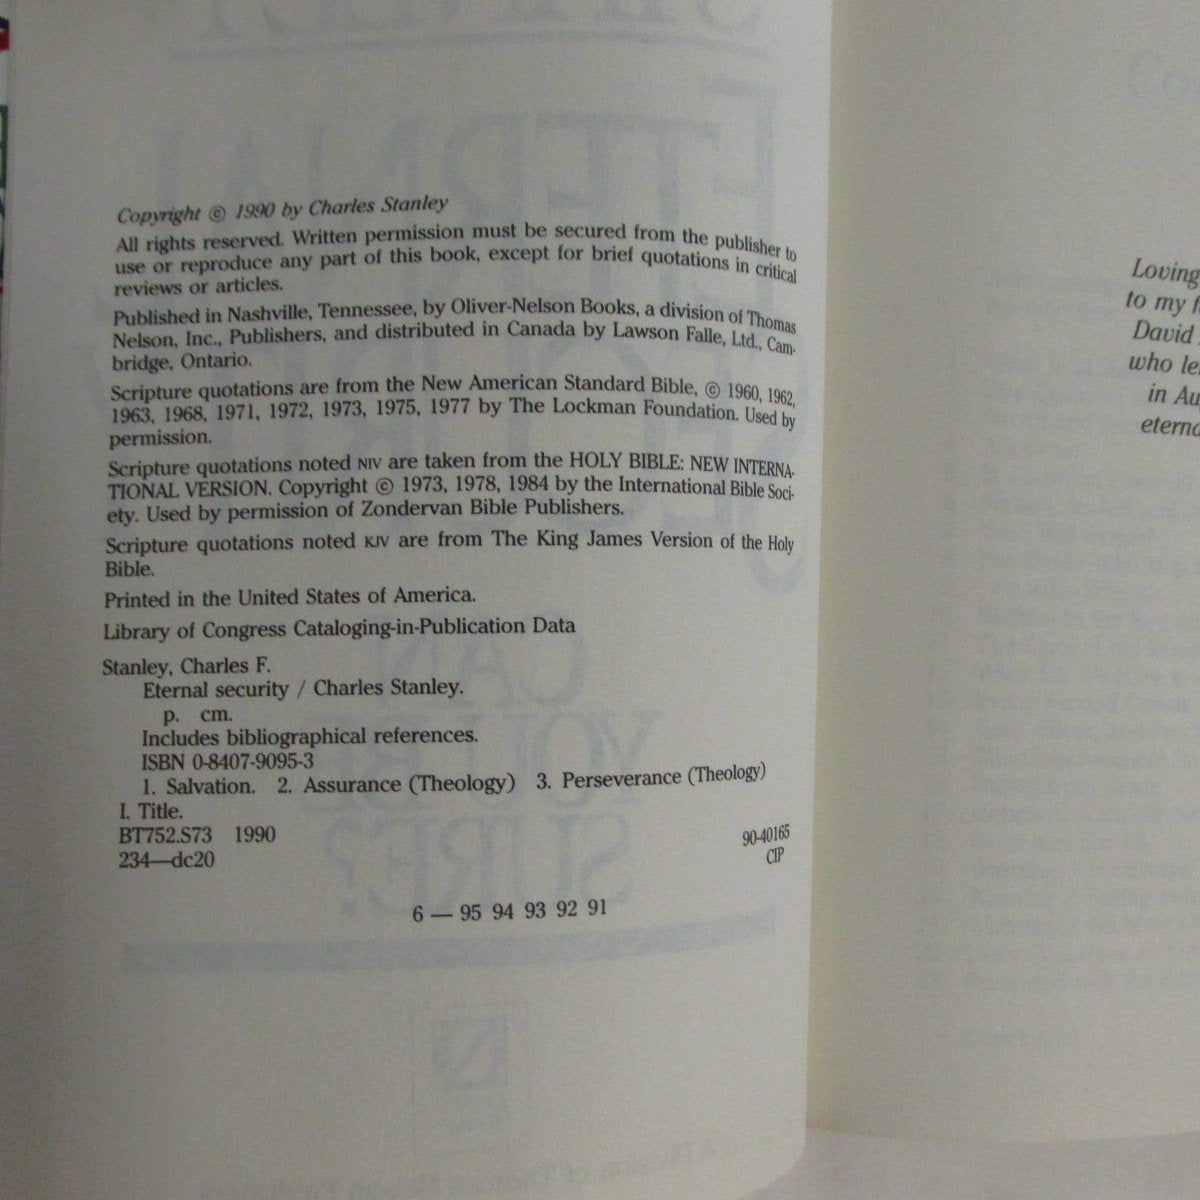 Copyright © 1990 by Charles Stanley
All rights reserved. Written permission must be secured from the publisher to
use or reproduce any part of this book, except for brief quotations in critical
reviews or articles.
Published in Nashville, Tennessee, by Oliver-Nelson Books, a division of Thomas
Nelson, Inc., Publishers, and distributed in Canada by Lawson Falle, Ltd., Cam-
bridge, Ontario.
Scripture quotations are from the New American Standard Bible, © 1960, 1962,
1963, 1968, 1971, 1972, 1973, 1975, 1977 by The Lockman Foundation. Used by
permission.
Scripture quotations noted NIV are taken from the HOLY BIBLE: NEW INTERNA-
TIONAL VERSION. Copyright © 1973, 1978, 1984 by the International Bible Soci-
ety. Used by permission of Zondervan Bible Publishers.
Scripture quotations noted KJV are from The King James Version of the Holy
Bible.
Printed in the United States of America.
Library of Congress Cataloging-in-Publication Data
Stanley, Charles F.
Eternal security / Charles Stanley.
p. cm.
Includes bibliographical references.
ISBN 0-8407-9095-3
1. Salvation. 2. Assurance (Theology) 3. Perseverance (Theology)
I. Title.
BT752.S73 1990
234—dc20
90-40165
CIP
6 — 95 94 93 92 91
Loving
to my
David
who
in